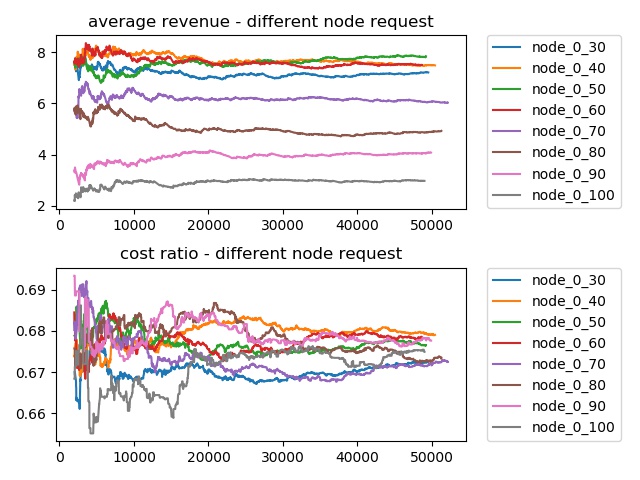 average revenue - different node request
8
6
4
2
0 10000 20000 30000 40000 50000
node_0_30
node_0_40
node_0_50
node_0_60
node_0_70
node_0_80
node_0_90
node_0_100
cost ratio - different node request
0.69
0.68
0.67
0.66
0 10000 20000 30000 40000 50000
node_0_30
node_0_40
node_0_50
node_0_60
node_0_70
node_0_80
node_0_90
node_0_100